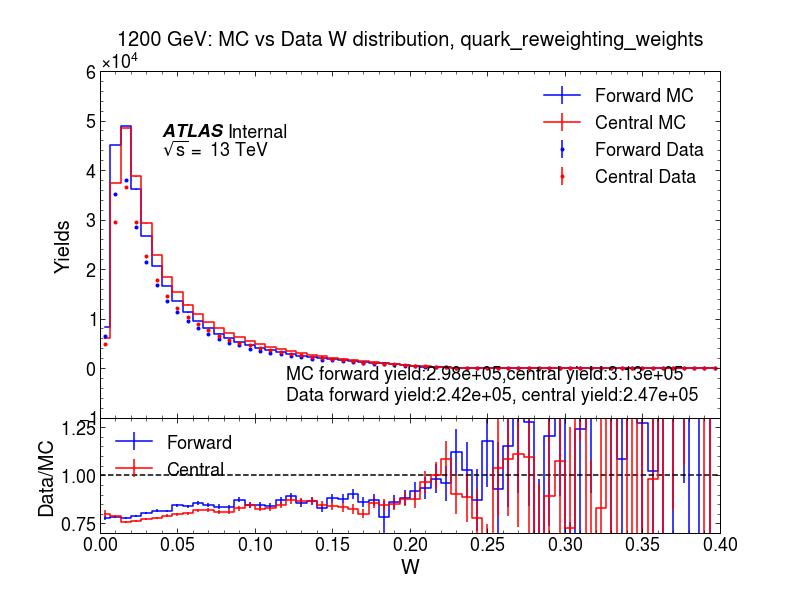 1200 GeV: MC vs Data W distribution, quark_reweighting_weights
×10⁴
6
5
4
3
2
1
0
−1
Yields
ATLAS Internal
√s = 13 TeV
Forward MC
Central MC
Forward Data
Central Data
MC forward yield:2.98e+05,central yield:3.13e+05
Data forward yield:2.42e+05, central yield:2.47e+05
1.25
1.00
0.75
Data/MC
Forward
Central
0.00 0.05 0.10 0.15 0.20 0.25 0.30 0.35 0.40
W